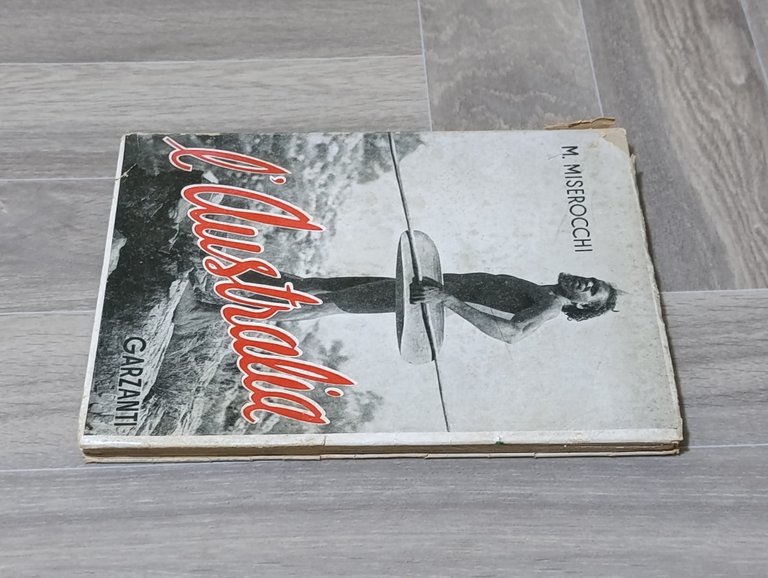 M. MISEROCCHI
l'Australia
GARZANTI